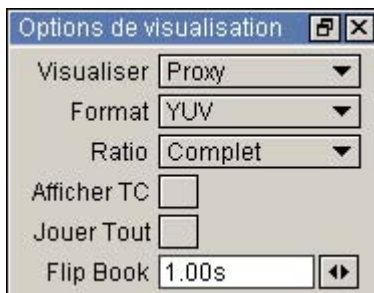 Options de visualisation
Visualiser Proxy
Format YUV
Ratio Complet
Afficher TC
Jouer Tout
Flip Book 1.00s